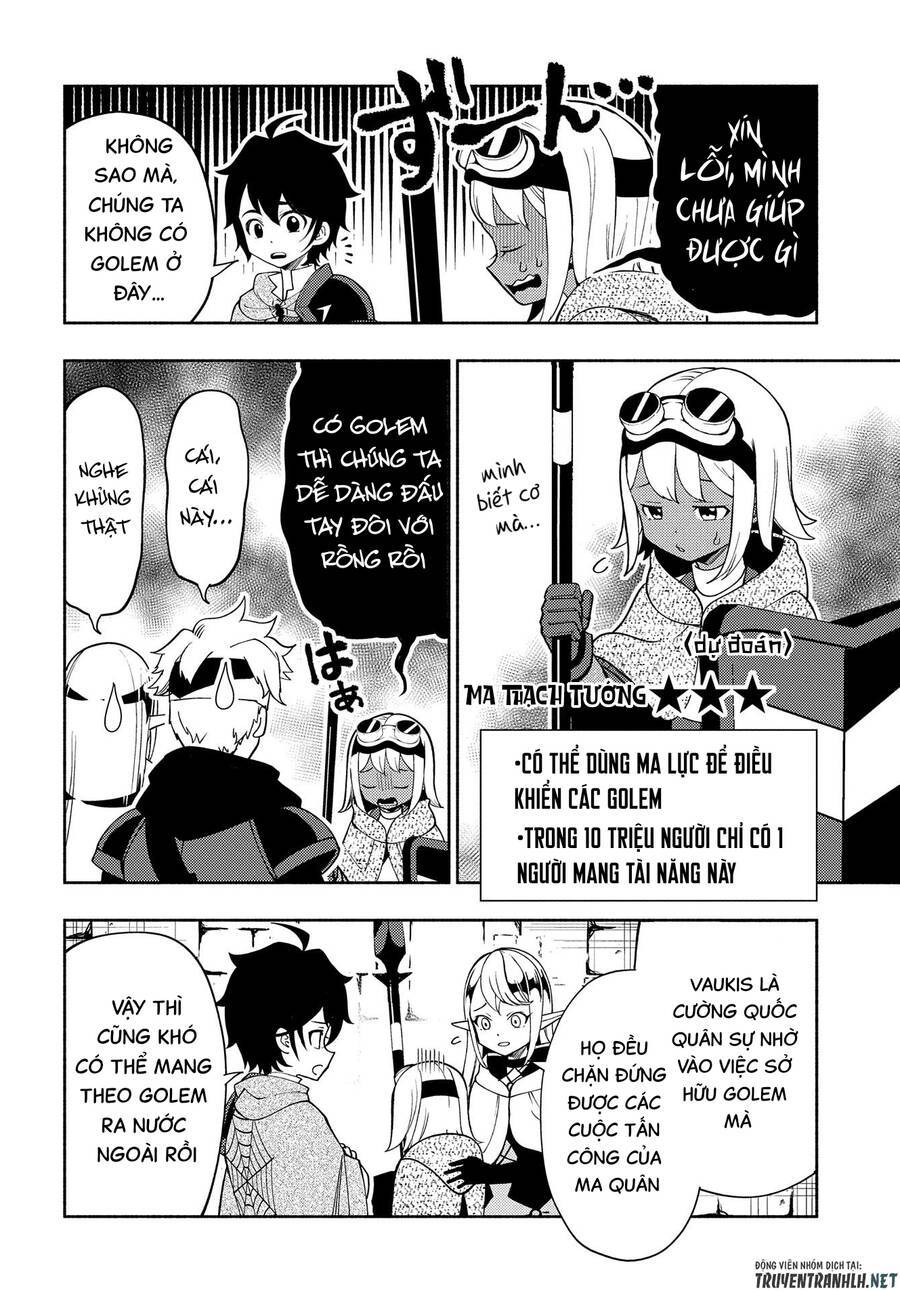 XÍN
LỖI, MÌNH
CHƯA GIÚP
ĐƯỢC GÌ
ずーん
KHÔNG
SAO MÀ,
CHÚNG TA
KHÔNG CÓ
GOLEM Ở
ĐÂY...
mình
biết cơ
mà...
(dự đoán)
MA THẠCH TƯỚNG ★★★
•CÓ THỂ DÙNG MA LỰC ĐỂ ĐIỀU
KHIỂN CÁC GOLEM
•TRONG 10 TRIỆU NGƯỜI CHỈ CÓ 1
NGƯỜI MANG TÀI NĂNG NÀY
CÓ GOLEM
THÌ CHÚNG TA
DỄ DÀNG ĐẤU
TAY ĐÔI VỚI
RỒNG RỒI
はぁ
CÁI,
CÁI
NÀY...
NGHE
KHỦNG
THẬT
VAUKIS LÀ
CƯỜNG QUỐC
QUÂN SỰ NHỜ
VÀO VIỆC SỞ
HỮU GOLEM
MÀ
HỌ ĐỀU
CHẶN ĐỨNG
ĐƯỢC CÁC
CUỘC TẤN
CÔNG CỦA
MA QUÂN
VẬY THÌ
CŨNG KHÓ
CÓ THỂ MANG
THEO GOLEM
RA NƯỚC
NGOÀI RỒI
ĐỘNG VIÊN NHÓM DỊCH TẠI:
TRUYENTRANHLH.NET